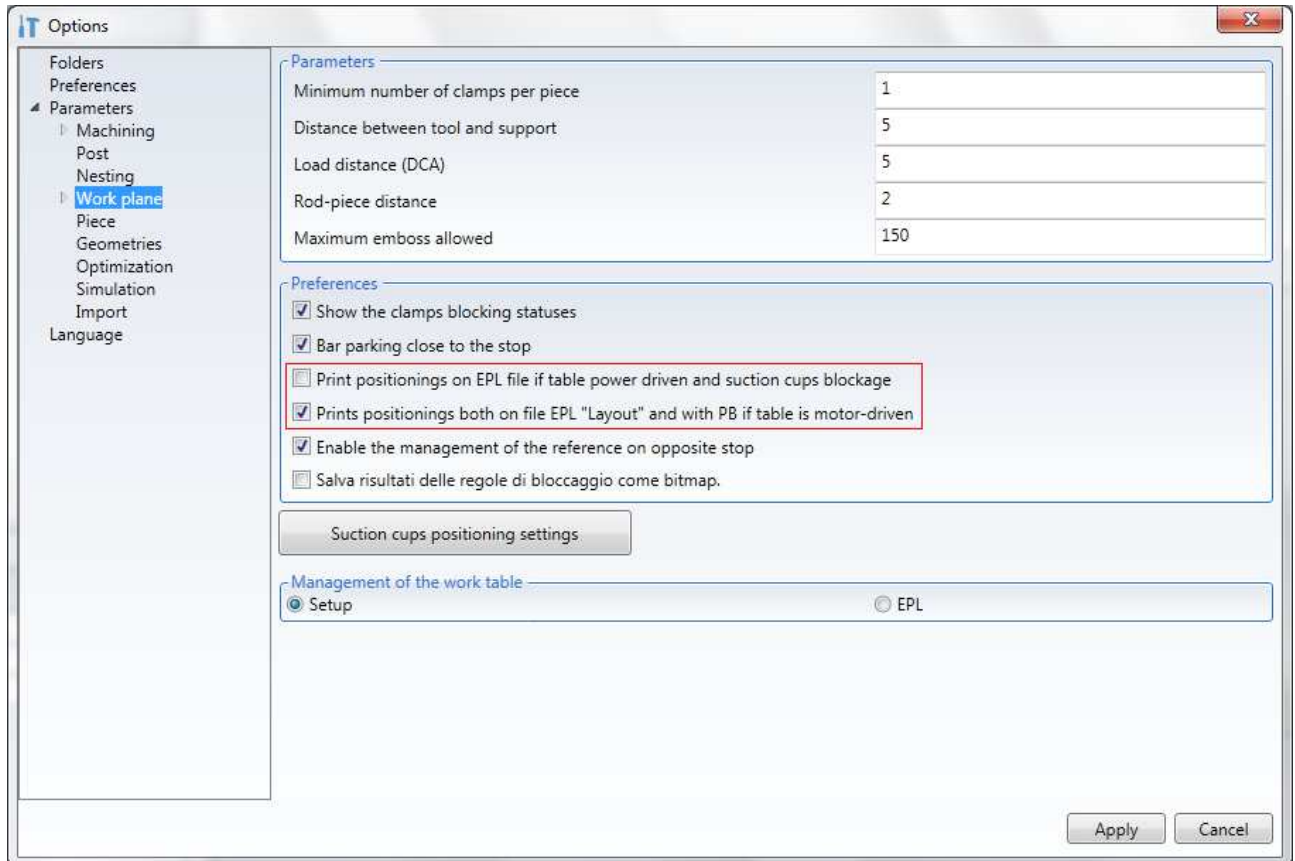 Options
Folders
Preferences
Parameters
Machining
Post
Nesting
Work plane
Piece
Geometries
Optimization
Simulation
Import
Language
Parameters
Minimum number of clamps per piece 1
Distance between tool and support 5
Load distance (DCA) 5
Rod-piece distance 2
Maximum emboss allowed 150
Preferences
Show the clamps blocking statuses
Bar parking close to the stop
Print positionings on EPL file if table power driven and suction cups blockage
Prints positionings both on file EPL "Layout" and with PB if table is motor-driven
Enable the management of the reference on opposite stop
Salva risultati delle regole di bloccaggio come bitmap.
Suction cups positioning settings
Management of the work table
Setup EPL
Apply Cancel